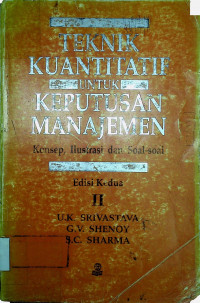 TEKNIK
KUANTITATIF
UNTUK
KEPUTUSAN
MANAJEMEN
Konsep, Ilustrasi dan Soal-soal
Edisi Kedua
II
U.K. SRIVASTAVA
G.V. SHENOY
S.C. SHARMA